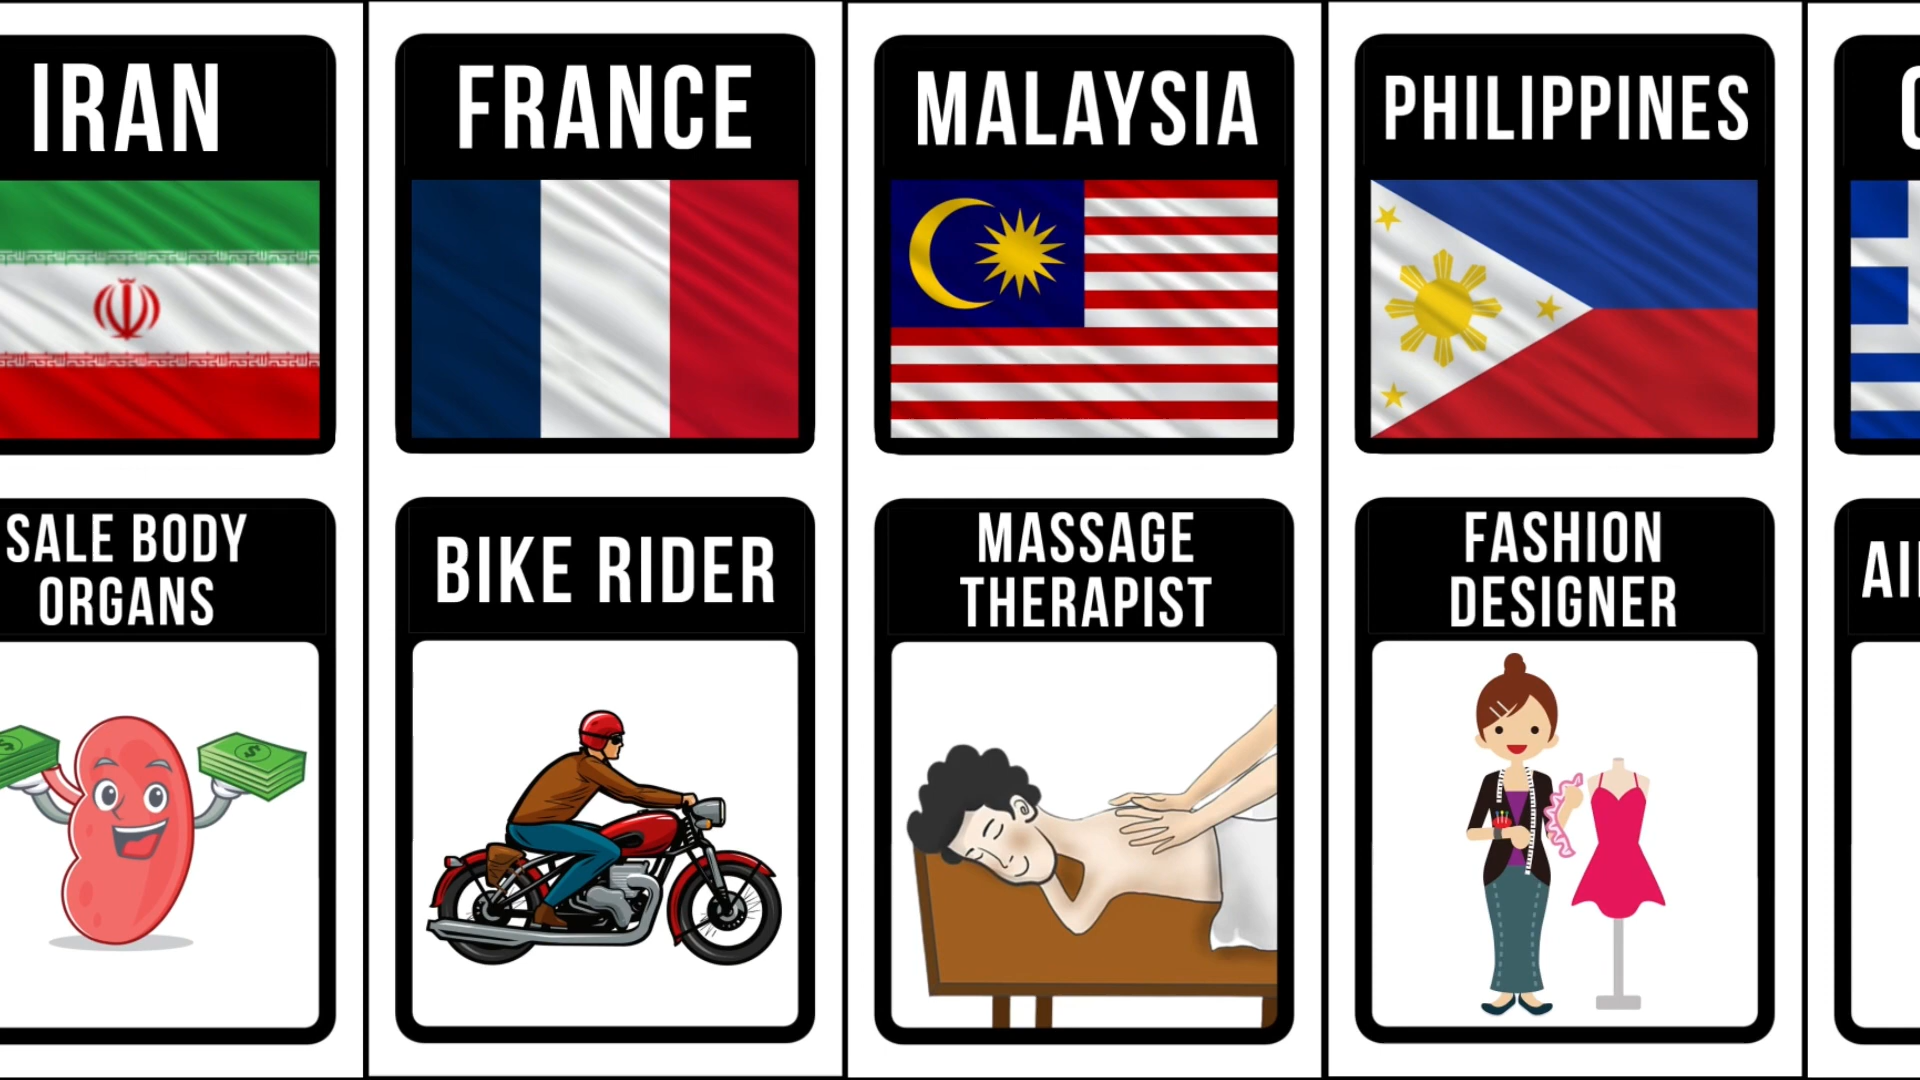 IRAN
FRANCE
MALAYSIA
PHILIPPINES
SALE BODY
ORGANS
BIKE RIDER
MASSAGE
THERAPIST
FASHION
DESIGNER